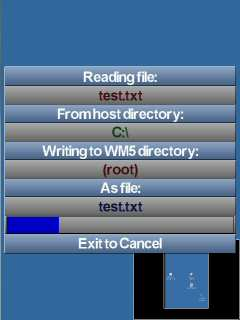 Reading file:
test.txt
From host directory:
C:\
Writing to WM5 directory:
(root)
As file:
test.txt
Exit to Cancel